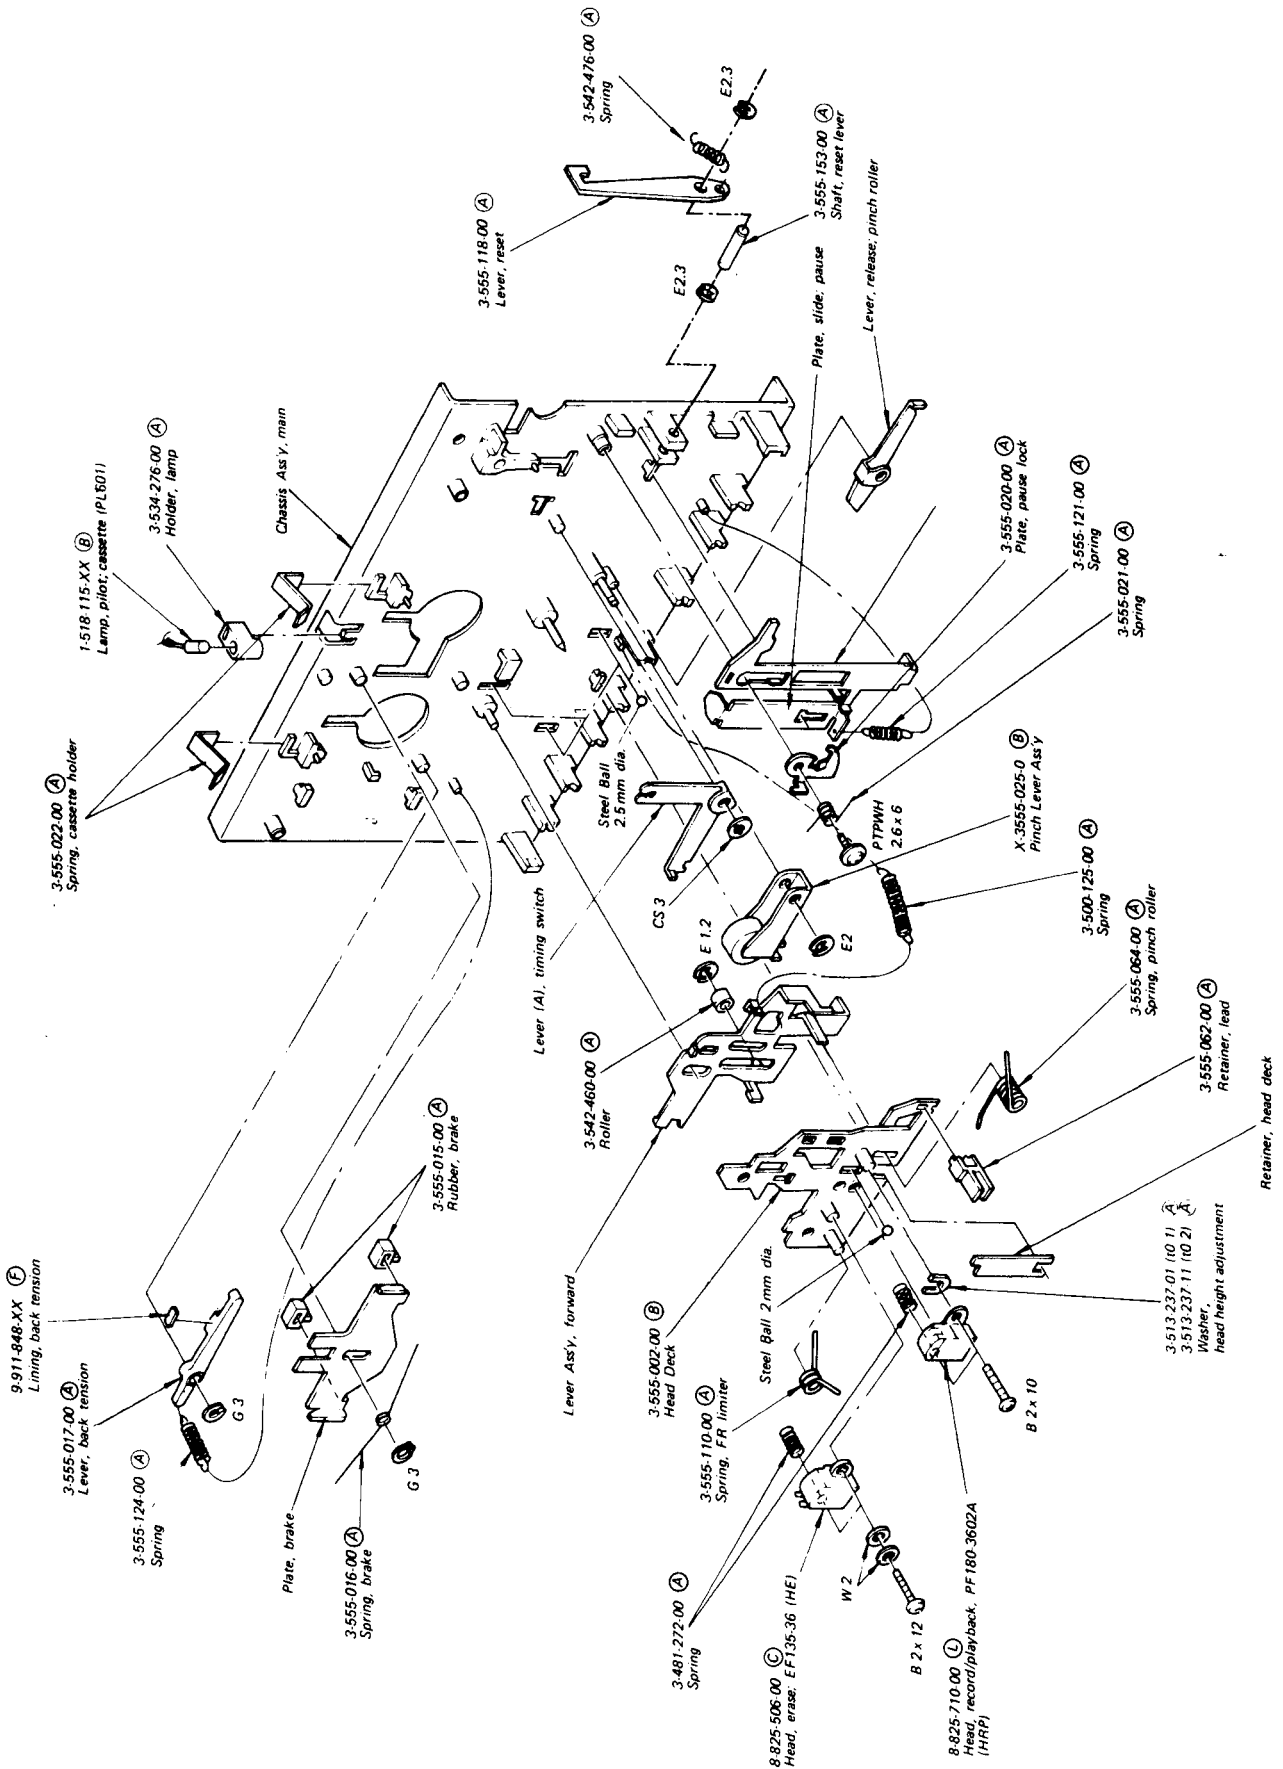 9-911-848-XX (F)
Lining, back tension
3-555-017-00 (A)
Lever, back tension
3-555-124-00 (A)
Spring
G 3
Plate, brake
3-555-016-00 (A)
Spring, brake
G 3
3-555-015-00 (A)
Rubber, brake
3-555-022-00 (A)
Spring, cassette holder
1-518-115-XX (B)
Lamp, pilot; cassette (PL601)
3-534-276-00 (A)
Holder, lamp
Chassis Ass'y, main
3-555-118-00 (A)
Lever, reset
3-542-476-00 (A)
Spring
E2.3
E2.3
3-555-153-00 (A)
Shaft, reset lever
Plate, slide; pause
Lever, release; pinch roller
3-555-020-00 (A)
Plate, pause lock
3-555-121-00 (A)
Spring
3-555-021-00 (A)
Spring
Steel Ball
2.5 mm dia.
Lever (A), timing switch
CS 3
PTPWH
2.6 x 6
X-3555-025-0 (B)
Pinch Lever Ass'y
E 1.2
E2
3-500-125-00 (A)
Spring
3-542-460-00 (A)
Roller
Lever Ass'y, forward
3-555-064-00 (A)
Spring, pinch roller
3-555-062-00 (A)
Retainer, lead
Retainer, head deck
3-555-002-00 (B)
Head Deck
Steel Ball 2 mm dia.
3-555-110-00 (A)
Spring, FR limiter
3-513-237-01 (t0 1) (A)
3-513-237-11 (t0 2) (A)
Washer,
head height adjustment
3-481-272-00 (A)
Spring
B 2 x 10
W 2
B 2 x 12
8-825-506-00 (C)
Head, erase; EF135-36 (HE)
8-825-710-00 (L)
Head, record/playback, PF180-3602A
(HRP)